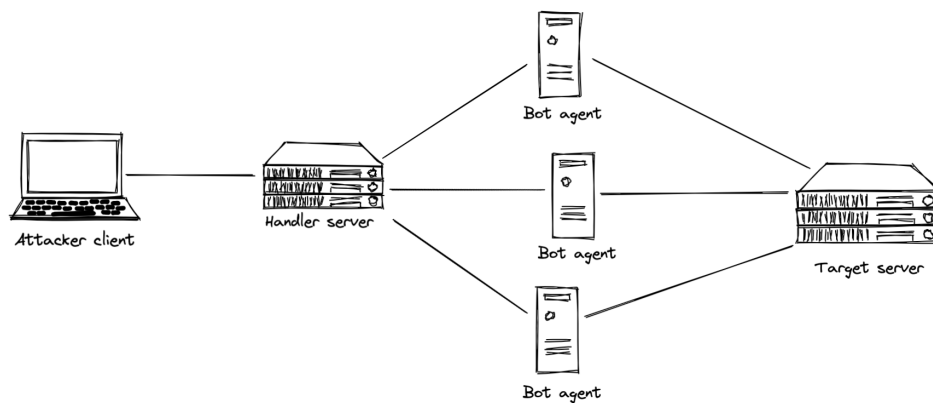 Bot agent
Attacker client
Handler server
Bot agent
Target server
Bot agent